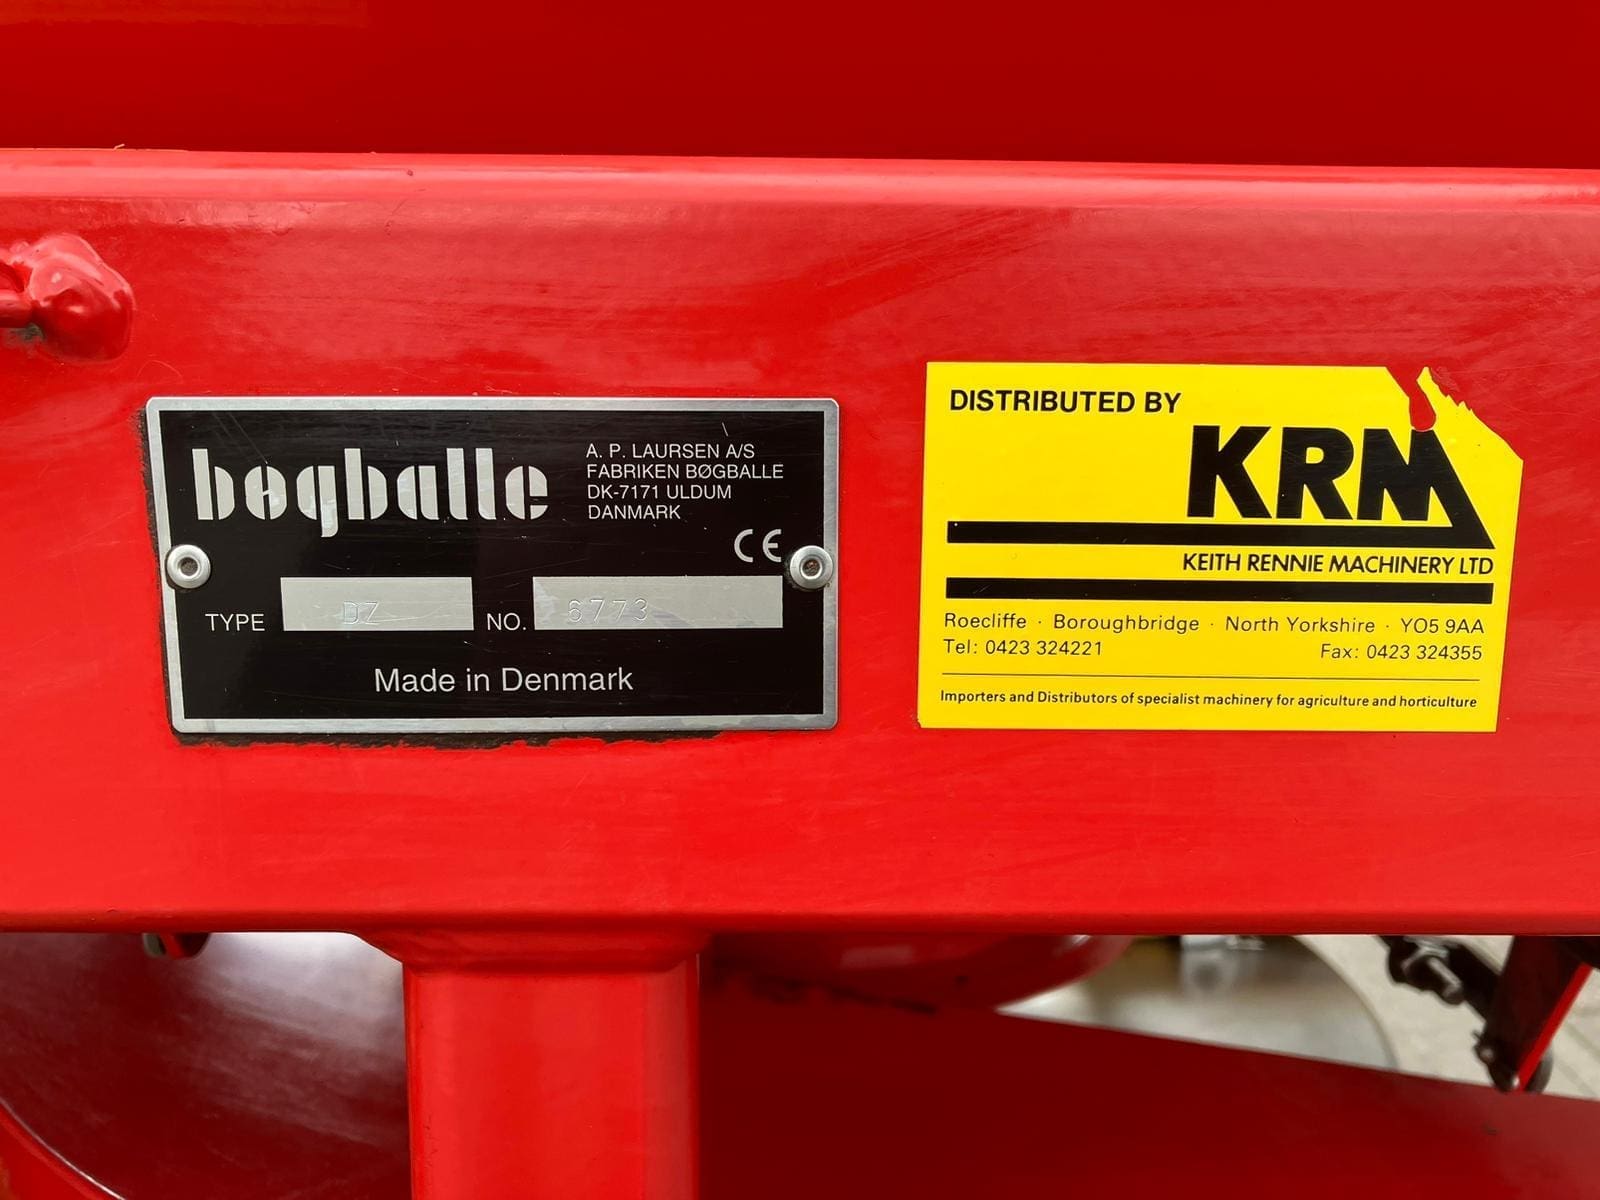 bøgballe
A. P. LAURSEN A/S
FABRIKEN BØGBALLE
DK-7171 ULDUM
DANMARK
CE
TYPE DZ NO. 6773
Made in Denmark
DISTRIBUTED BY
KRM
KEITH RENNIE MACHINERY LTD
Roecliffe · Boroughbridge · North Yorkshire · YO5 9AA
Tel: 0423 324221 Fax: 0423 324355
Importers and Distributors of specialist machinery for agriculture and horticulture